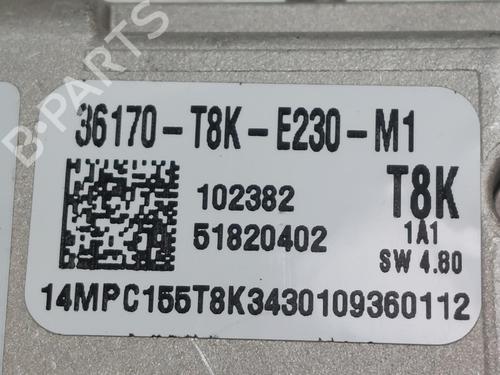 B-PARTS
36170-T8K-E230-M1
102382
T8K
51820402
1A1
SW 4.80
14MPC155T8K3430109360112